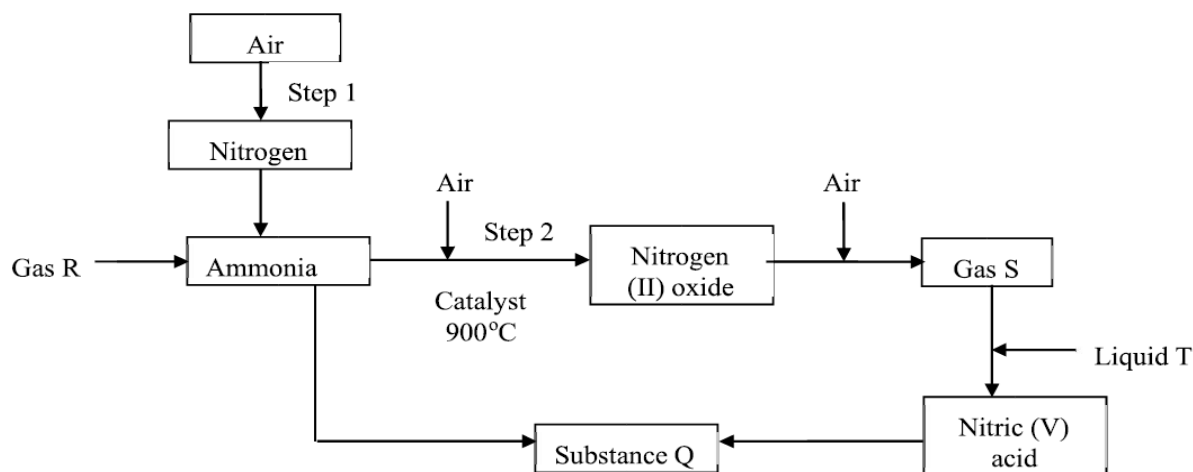 Air
Step 1
Nitrogen
Air
Air
Step 2
Gas R
Ammonia
Nitrogen
(II) oxide
Gas S
Catalyst
900°C
Liquid T
Substance Q
Nitric (V)
acid